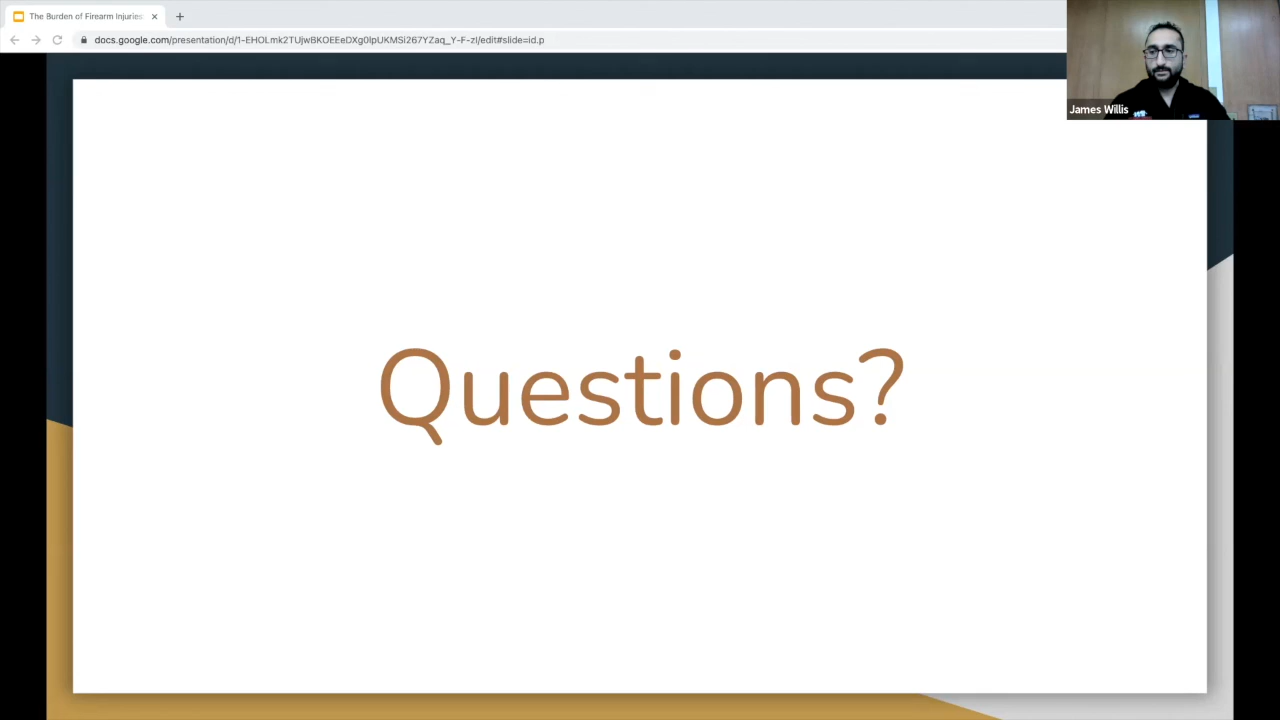 The Burden of Firearm Injuries
docs.google.com/presentation/d/1-EHOLmk2TUjwBKOEEeDXg0lpUKMSi267YZaq_Y-F-zI/edit#slide=id.p
James Willis
Questions?